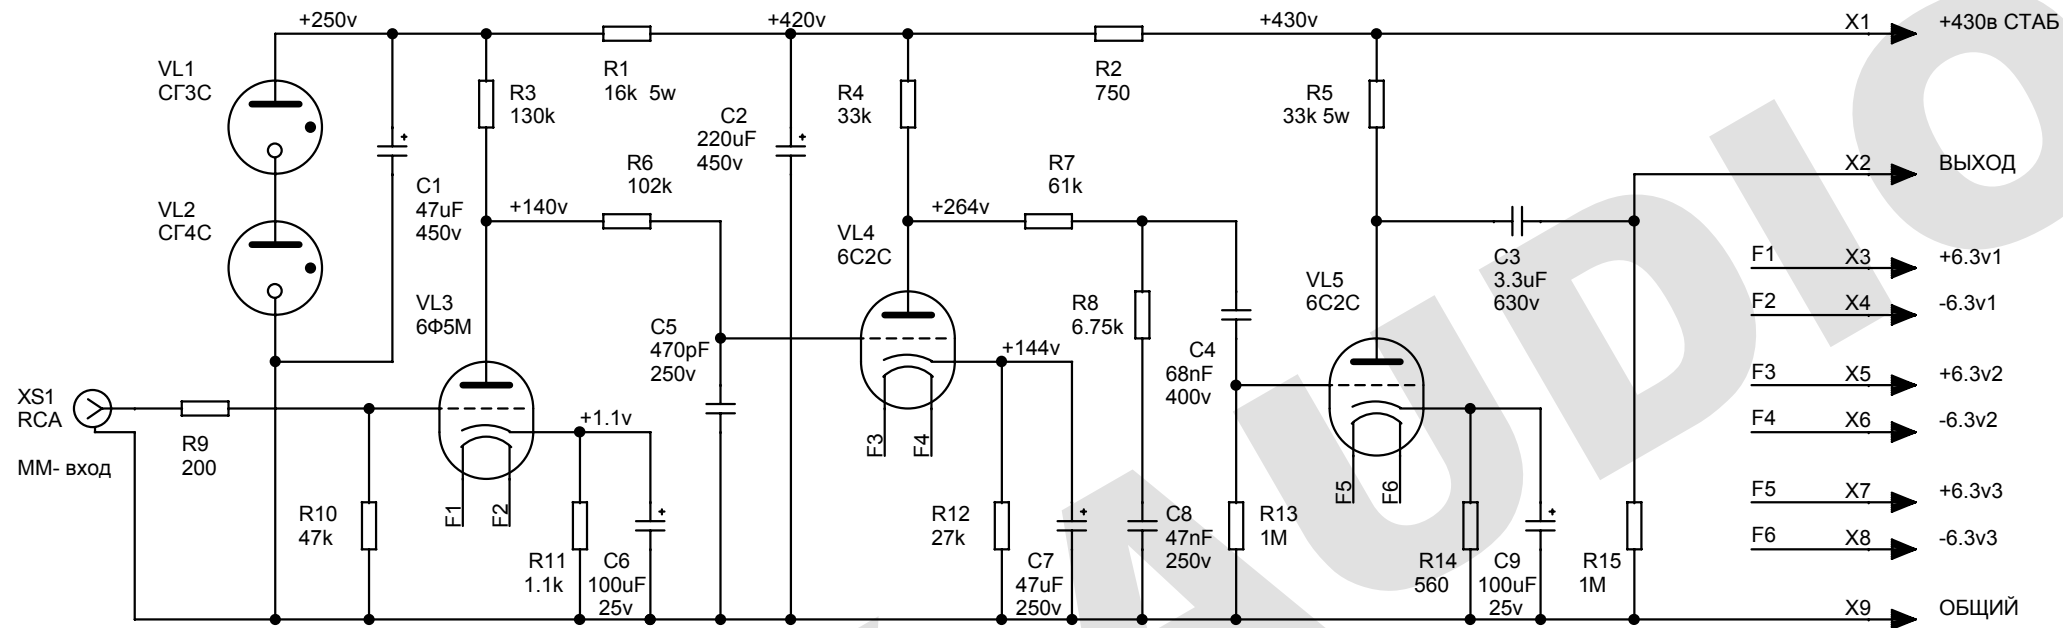 +250v
+420v
+430v
X1
+430в СТАБ
VL1
СГ3С
R3
130k
R1
16k 5w
C2
220uF
450v
R4
33k
R2
750
R5
33k 5w
C1
47uF
450v
R6
102k
R7
61k
X2
ВЫХОД
VL2
СГ4С
+140v
+264v
VL4
6С2С
C3
3.3uF
630v
VL3
6Ф5М
C5
470pF
250v
R8
6.75k
VL5
6С2С
C4
68nF
400v
+144v
F1
X3
+6.3v1
F2
X4
-6.3v1
F3
X5
+6.3v2
F4
X6
-6.3v2
F5
X7
+6.3v3
F6
X8
-6.3v3
XS1
RCA
ММ- вход
R9
200
+1.1v
F3
F4
F1
F2
F5
F6
R10
47k
R11
1.1k
C6
100uF
25v
R12
27k
C7
47uF
250v
C8
47nF
250v
R13
1M
R14
560
C9
100uF
25v
R15
1M
X9
ОБЩИЙ
AUDIO